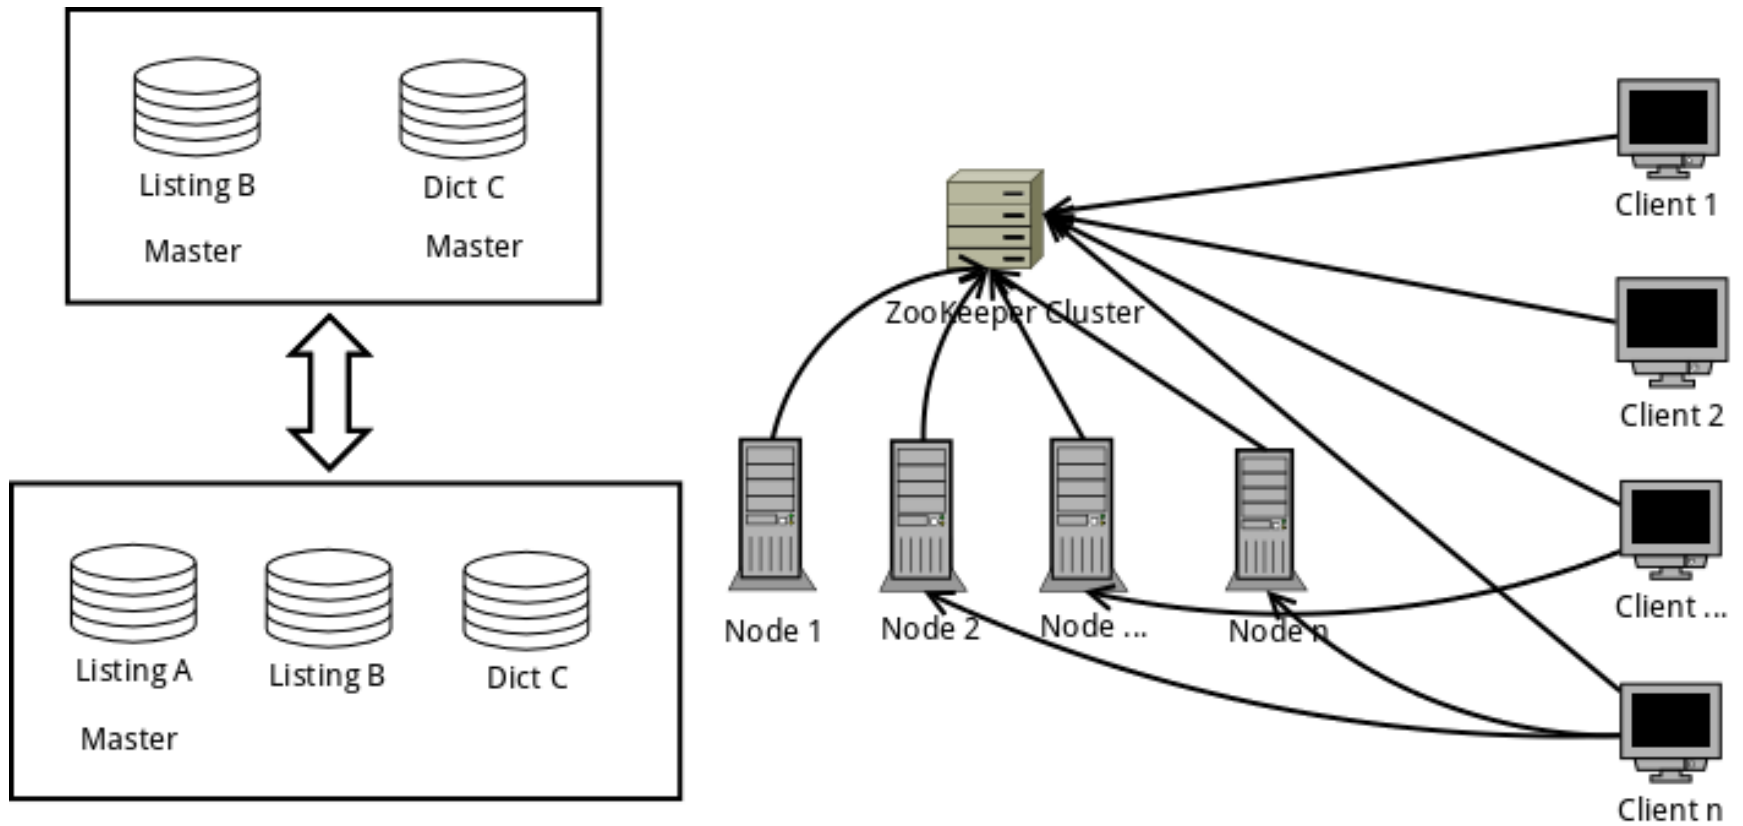 Listing B
Dict C
Master
Master
Listing A
Listing B
Dict C
Master
ZooKeeper Cluster
Node 1
Node 2
Node ...
Node n
Client 1
Client 2
Client ...
Client n